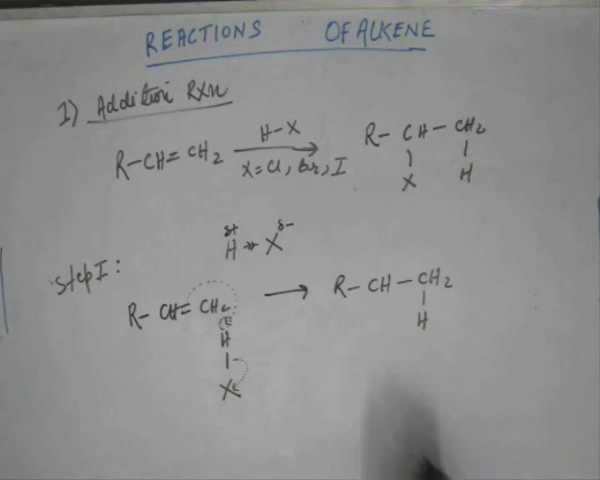 REACTIONS OF ALKENE
1) Addition Rxn
R-CH=CH2 H-X R-CH-CH2
X=Cl, Br, I X H
δ+ δ-
H X
Step I:
R-CH=CH2 → R-CH-CH2
H H
X